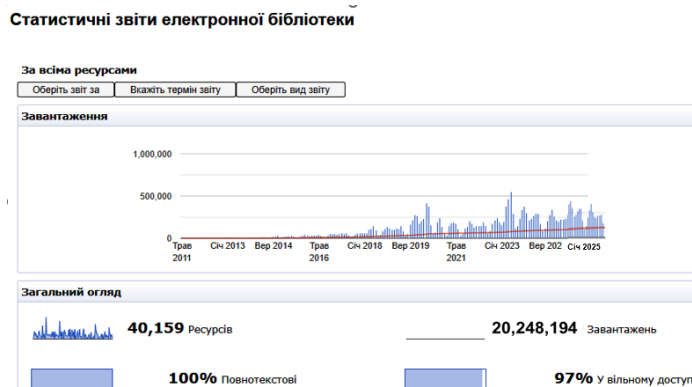 Статистичні звіти електронної бібліотеки
За всіма ресурсами
Оберіть звіт за Вкажіть термін звіту Оберіть вид звіту
Завантаження
1,000,000
500,000
0
Трав 2011 Січ 2013 Вер 2014 Трав 2016 Січ 2018 Вер 2019 Трав 2021 Січ 2023 Вер 202 Січ 2025
Загальний огляд
40,159 Ресурсів 20,248,194 Завантажень
100% Повнотекстові 97% У вільному доступ